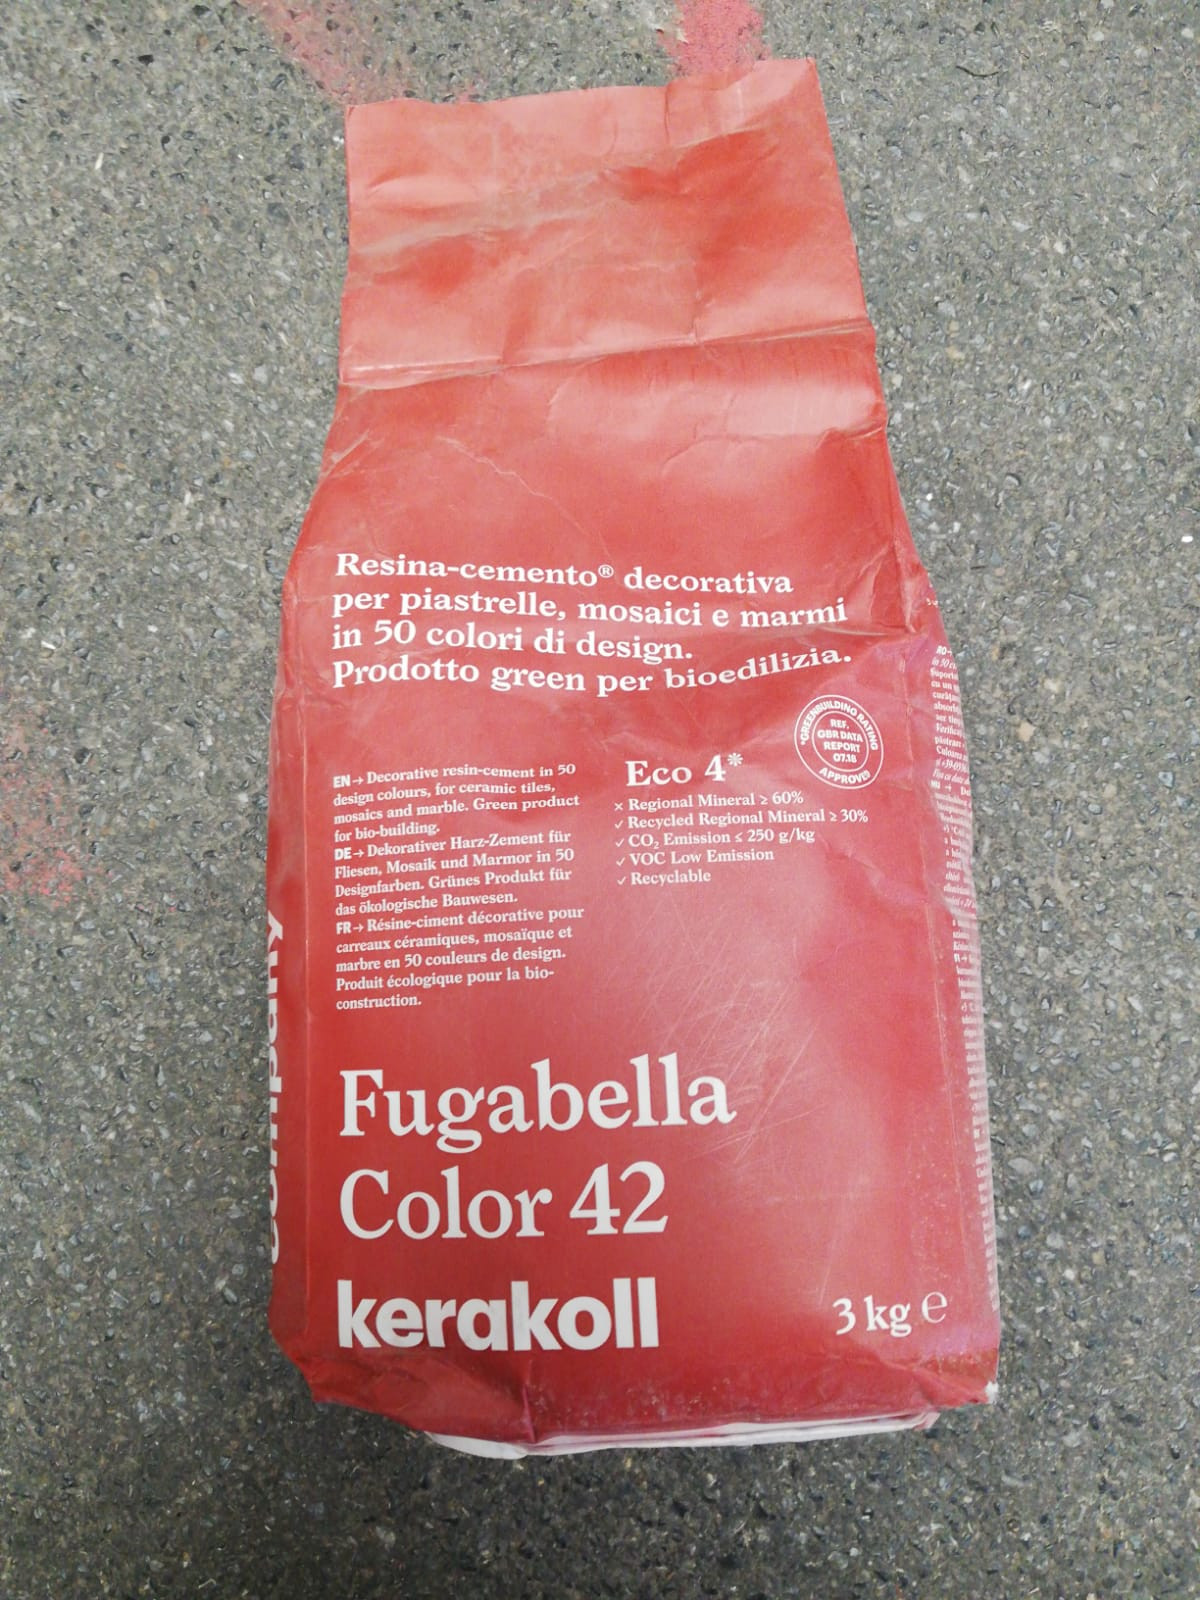 Resina-cemento® decorativa
per piastrelle, mosaici e marmi
in 50 colori di design.
Prodotto green per bioedilizia.
EN→Decorative resin-cement in 50
design colours, for ceramic tiles,
mosaics and marble. Green product
for bio-building.
DE→Dekorativer Harz-Zement für
Fliesen, Mosaik und Marmor in 50
Designfarben. Grünes Produkt für
das ökologische Bauwesen.
FR→Résine-ciment décorative pour
carreaux céramiques, mosaïque et
marbre en 50 couleurs de design.
Produit écologique pour la bio-
construction.
*GREENBUILDING RATING
REF.
GBR DATA
REPORT
07.18
APPROVED
Eco 4*
× Regional Mineral ≥ 60%
✓ Recycled Regional Mineral ≥ 30%
✓ CO₂ Emission ≤ 250 g/kg
✓ VOC Low Emission
✓ Recyclable
Fugabella
Color 42
kerakoll
3 kg ℮
company